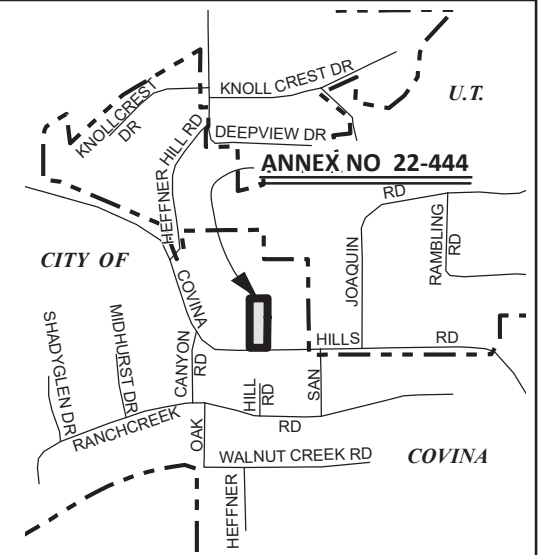 KNOLL CREST DR
U.T.
KNOLLCREST
DR
DEEPVIEW DR
HEFFNER HILL RD
ANNEX NO 22-444
RD
CITY OF
COVINA
JOAQUIN
RAMBLING
RD
HILLS
RD
SHADYGLEN DR
MIDHURST DR
CANYON
RD
HILL
RD
SAN
RANCHCREEK
RD
OAK
WALNUT CREEK RD
COVINA
HEFFNER